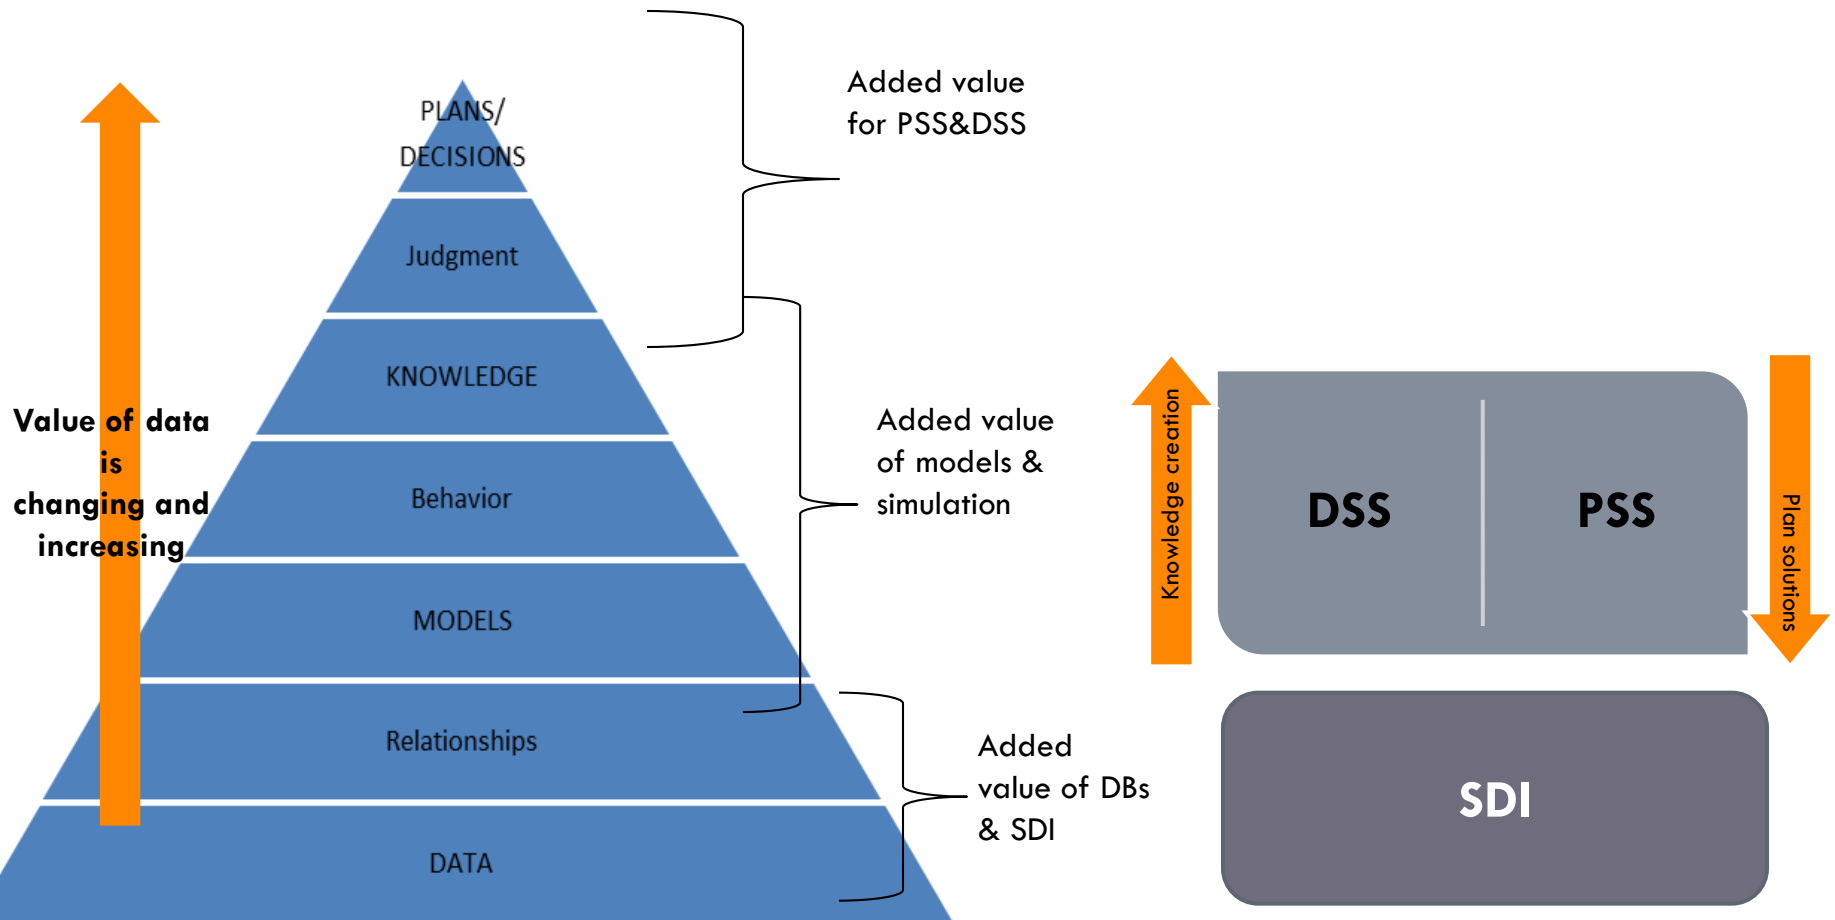 PLANS/
DECISIONS
Judgment
KNOWLEDGE
Behavior
MODELS
Relationships
DATA
Value of data
is
changing and
increasing
Added value
for PSS&DSS
Added value
of models &
simulation
Added
value of DBs
& SDI
Knowledge creation
DSS
PSS
Plan solutions
SDI